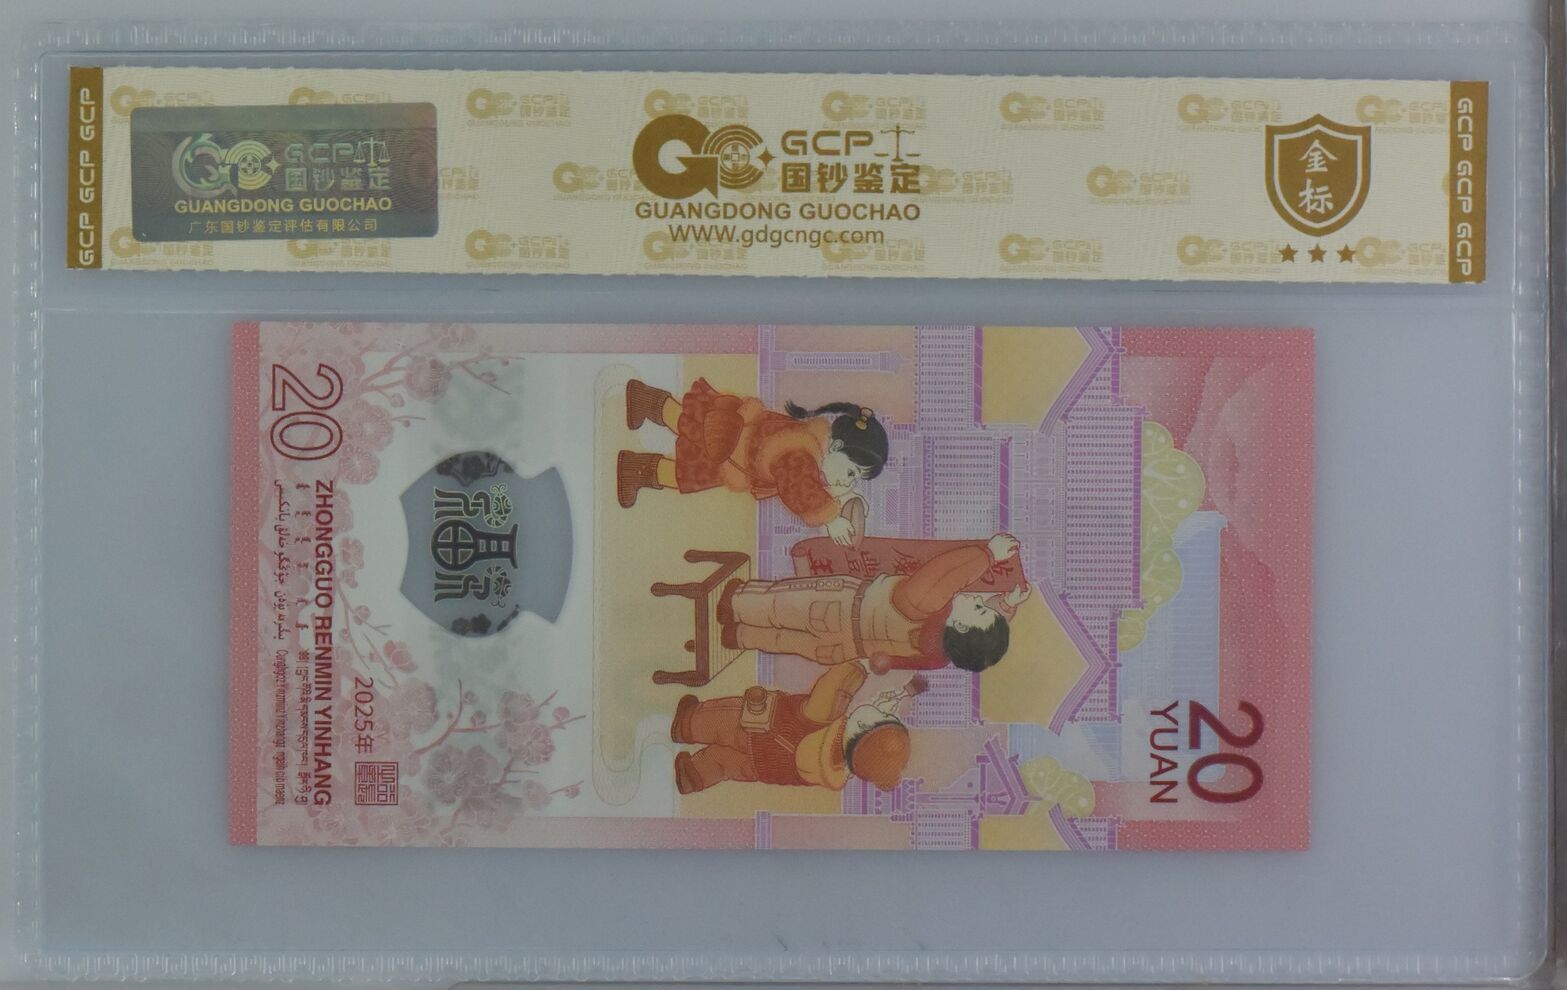 GCP GCP GCP
GCP
国钞鉴定
GUANGDONG GUOCHAO
广东国钞鉴定评估有限公司
GCP
国钞鉴定
GUANGDONG GUOCHAO
WWW.gdgcngc.com
金
标
GCP GCP GCP
20
ZHONGGUO RENMIN YINHANG
2025年
20
YUAN